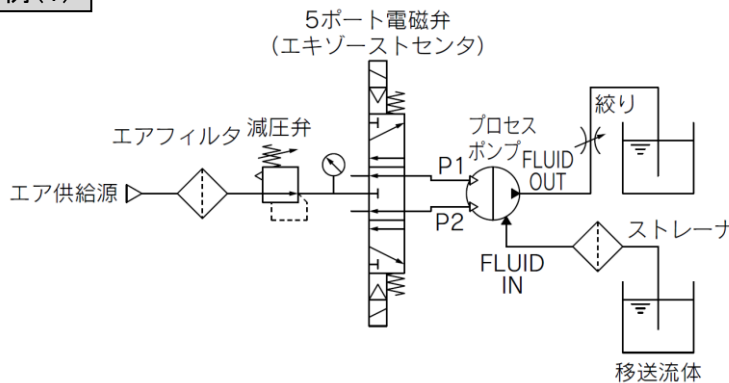 5ポート電磁弁
(エキゾーストセンタ)
エアフィルタ
減圧弁
エア供給源
P1
P2
プロセス
ポンプ
FLUID
OUT
絞り
FLUID
IN
ストレーナ
移送流体